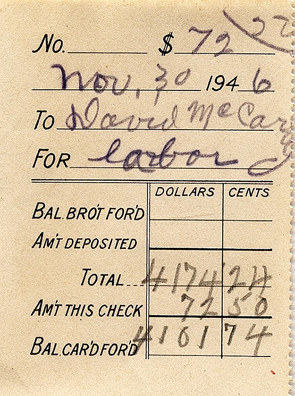 No. $ 72
Nov. 30 1946
To David McCar
FOR labor
DOLLARS CENTS
BAL. BRO'T FOR'D
AM'T DEPOSITED
TOTAL... 4174 24
AM'T THIS CHECK 72 50
BAL. CAR'D FOR'D 4101 74